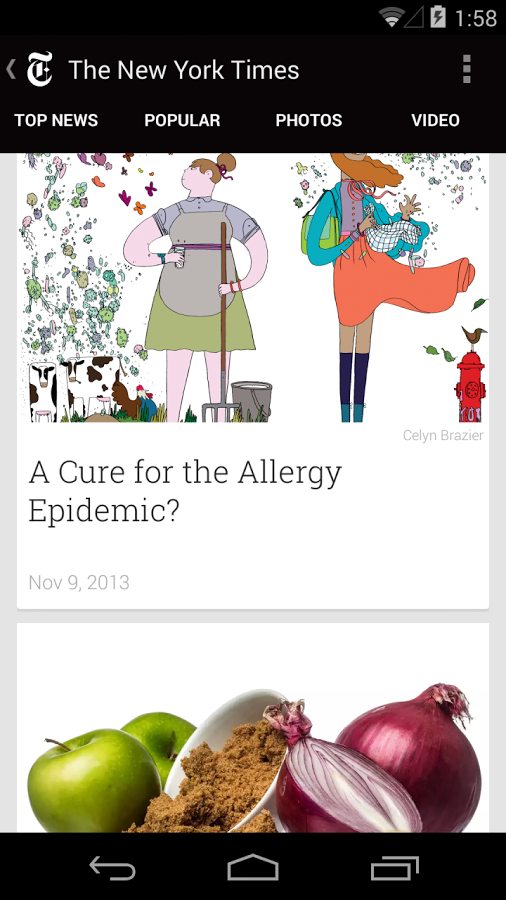 1:58
The New York Times
TOP NEWS POPULAR PHOTOS VIDEO
Celyn Brazier
A Cure for the Allergy
Epidemic?
Nov 9, 2013